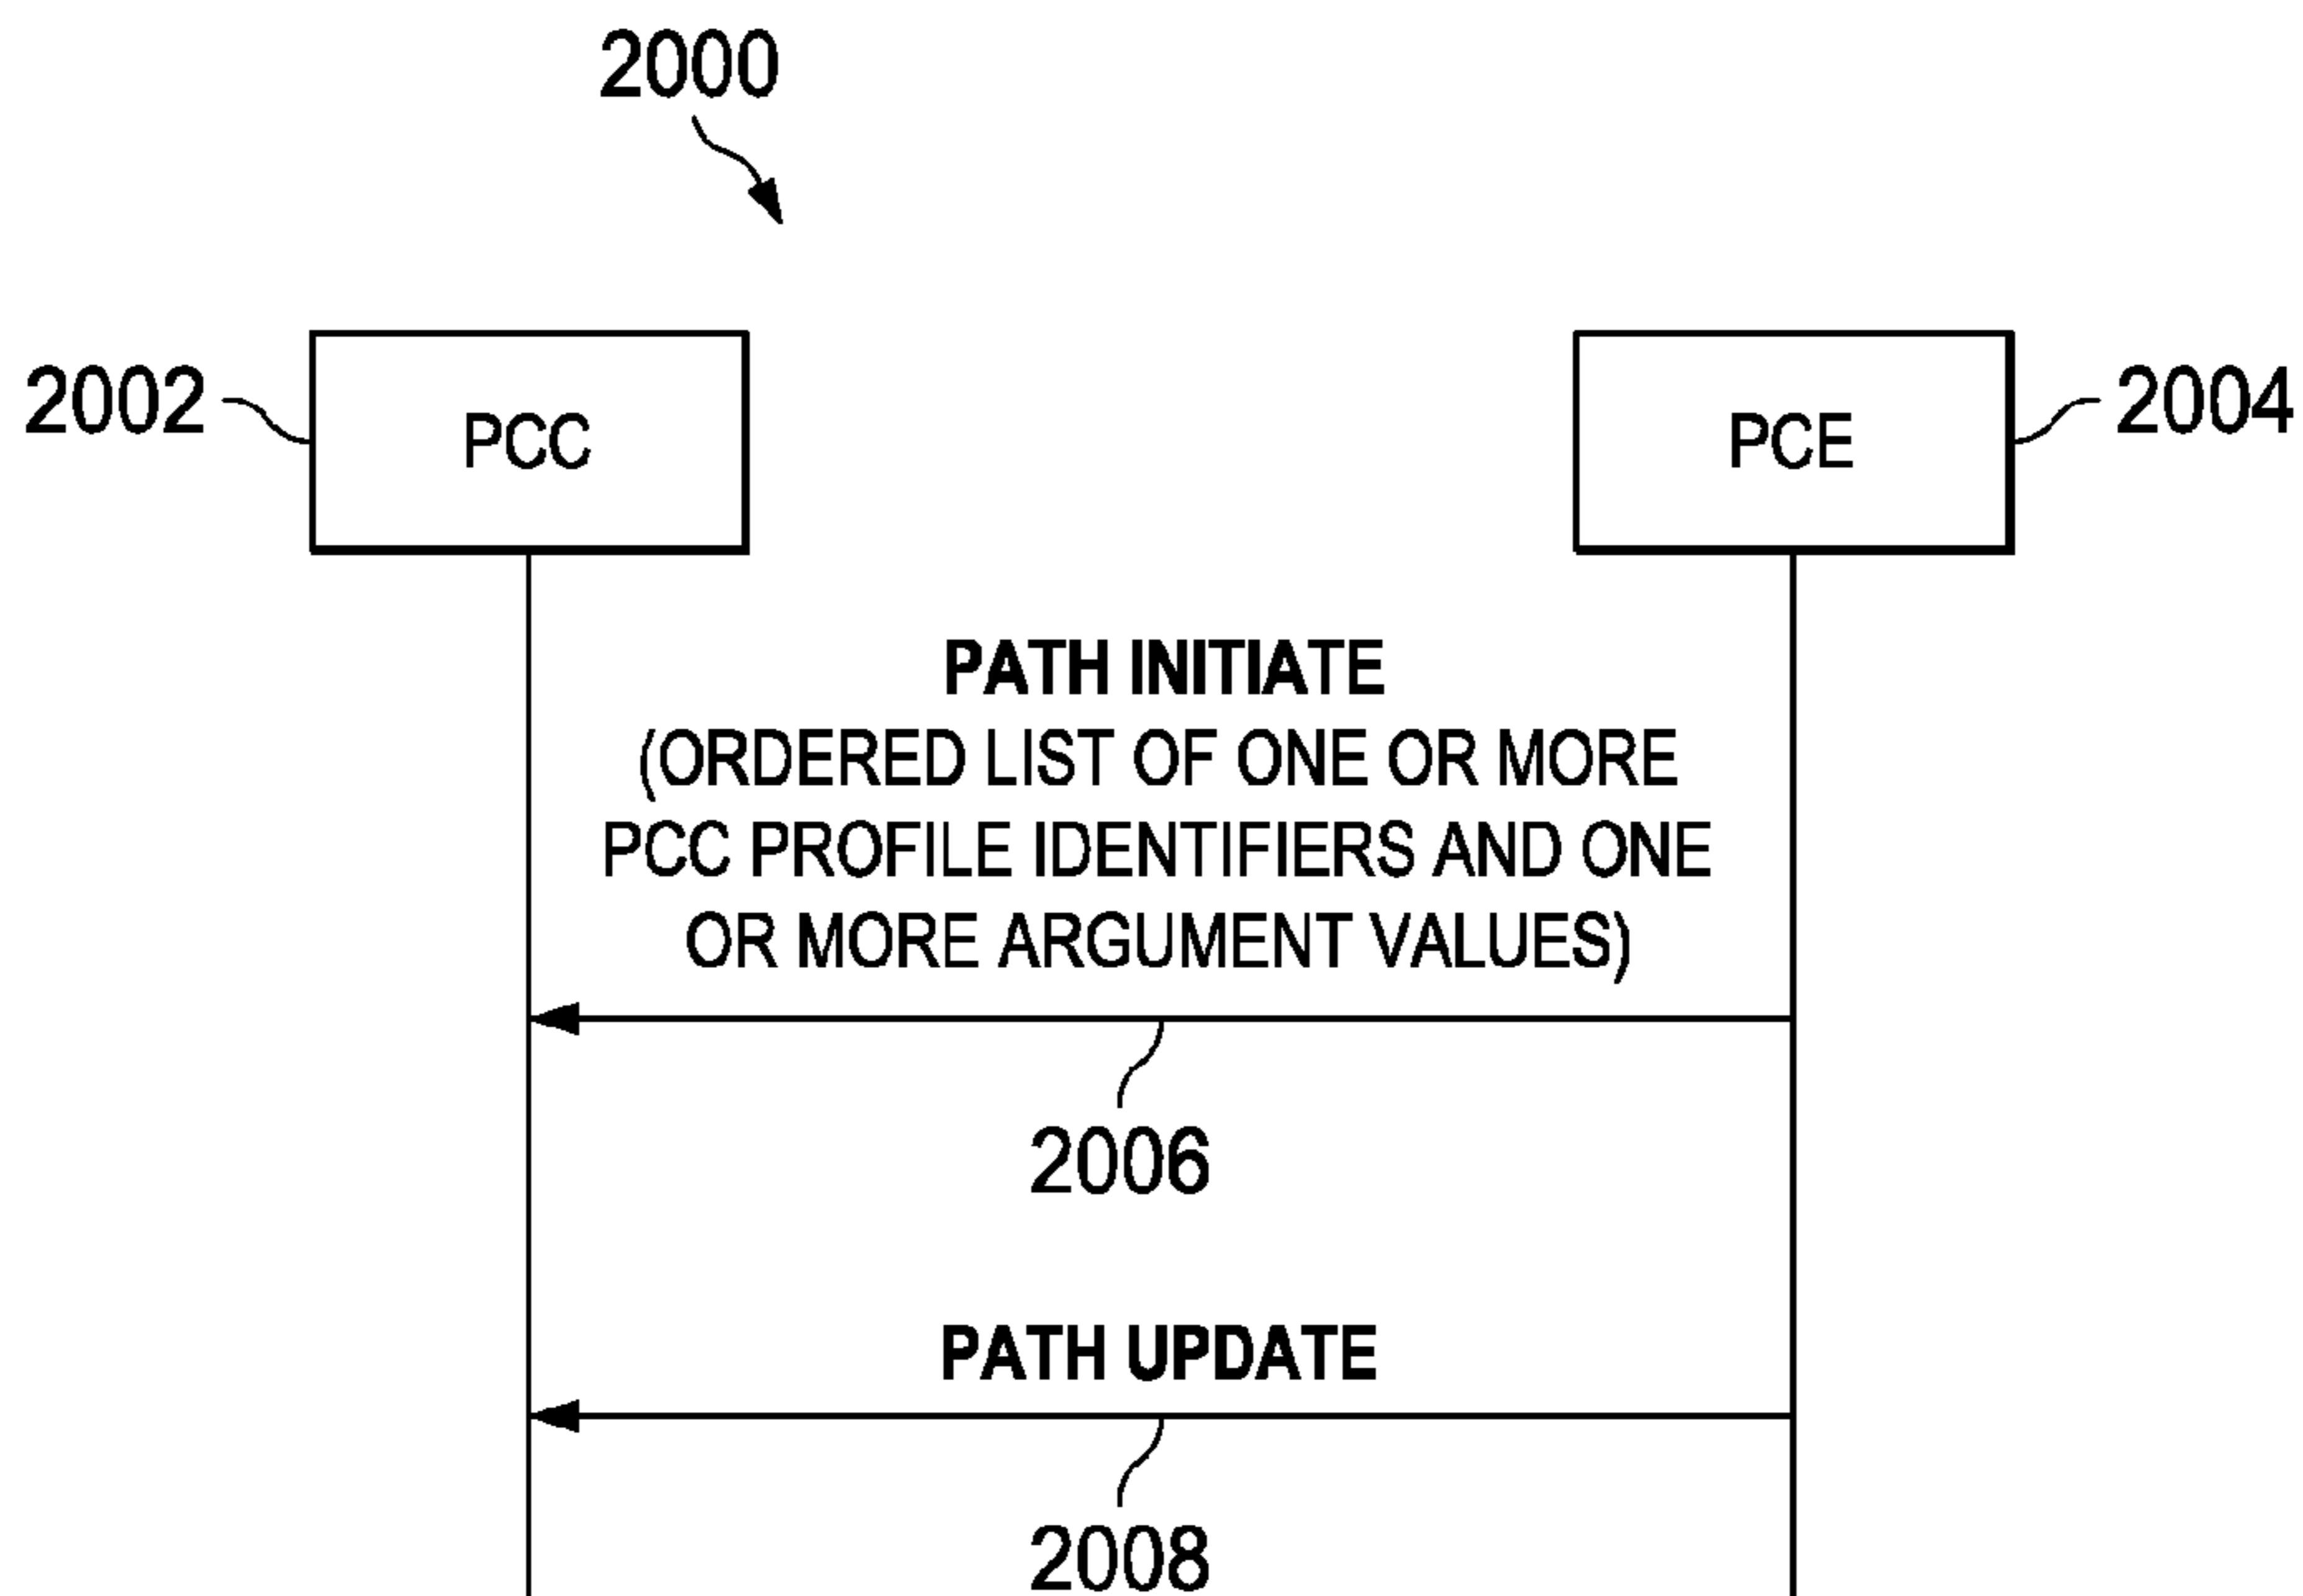 2000
2002
PCC
PCE
2004
PATH INITIATE
(ORDERED LIST OF ONE OR MORE
PCC PROFILE IDENTIFIERS AND ONE
OR MORE ARGUMENT VALUES)
2006
PATH UPDATE
2008